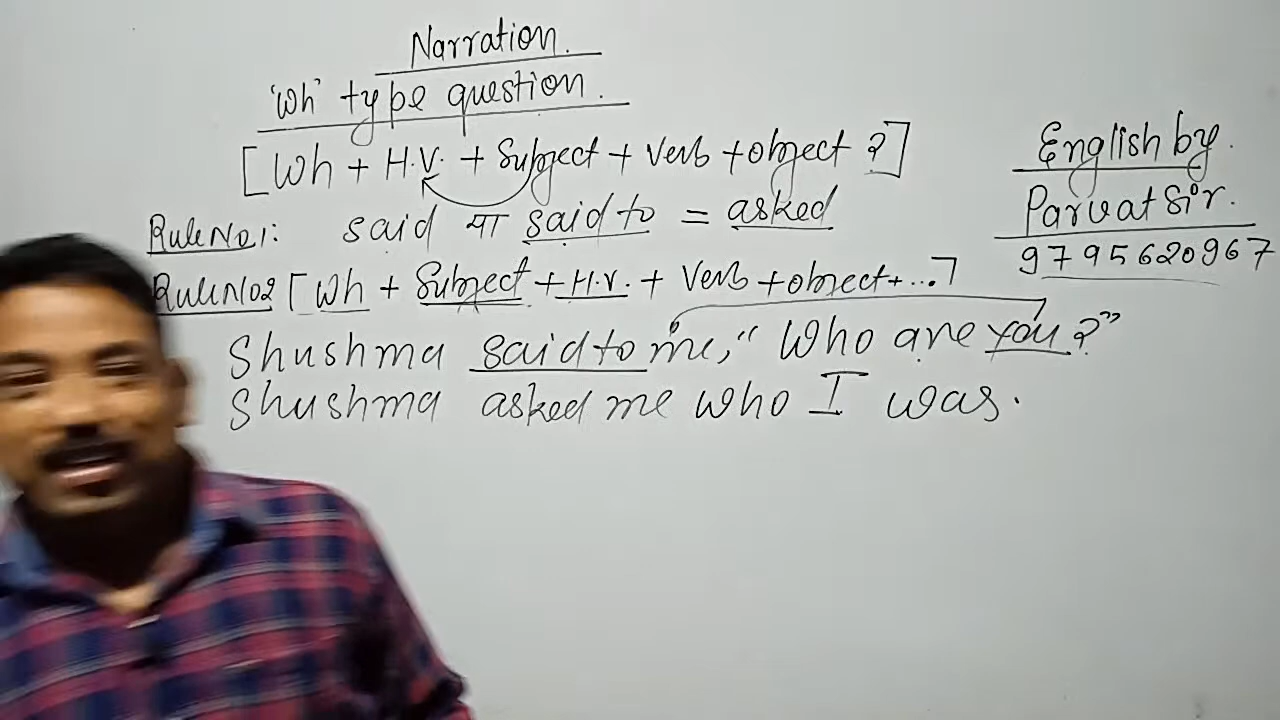 Narration.
'Wh' type question.
[Wh + H.V. + Subject + Verb + object ?]
Rule No1: said या said to = asked
Rule No2 [Wh + Subject + H.V. + Verb + object + ...]
Shushma said to me, "Who are you?"
Shushma asked me who I was.
English by.
Parvat Sir.
9795620967